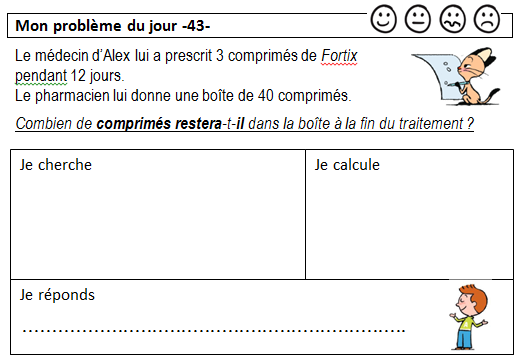 Mon problème du jour -43-
Le médecin d'Alex lui a prescrit 3 comprimés de Fortix
pendant 12 jours.
Le pharmacien lui donne une boîte de 40 comprimés.
Combien de comprimés restera-t-il dans la boîte à la fin du traitement ?
Je cherche
Je calcule
Je réponds
……………………………………………………….